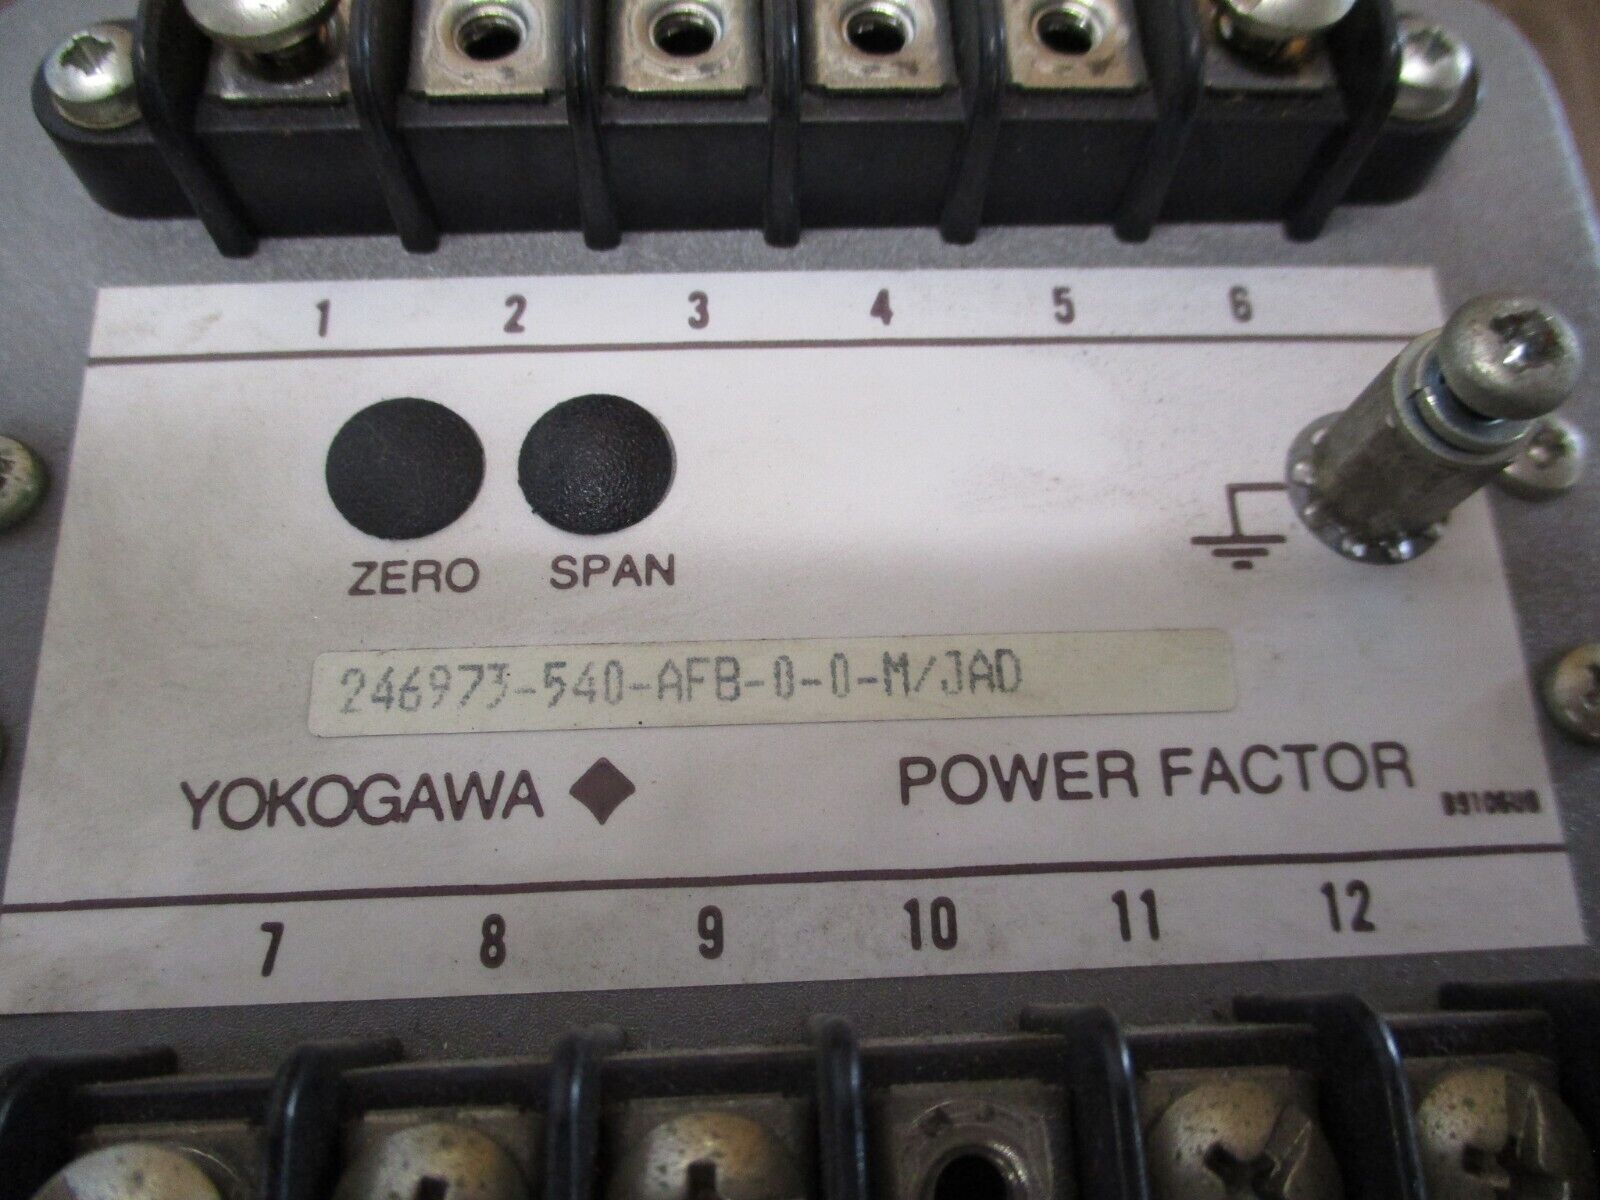 1 2 3 4 5 6
ZERO SPAN
246973-540-AFB-0-0-M/JAD
YOKOGAWA POWER FACTOR
7 8 9 10 11 12